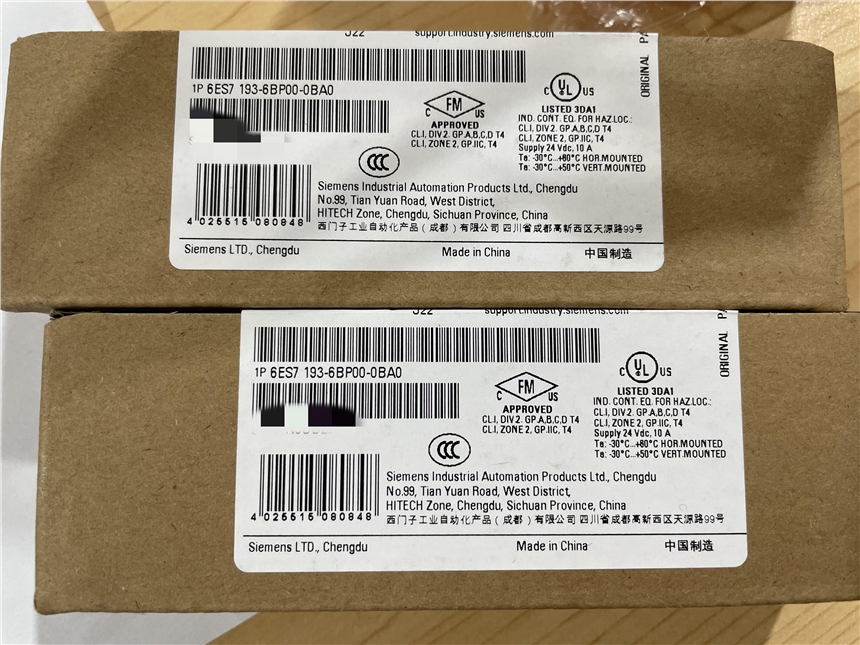 J22 support.industry.siemens.com
1P 6ES7 193-6BP00-0BA0
ORIGINAL
C FM US
APPROVED
CL.I, DIV.2. GP.A,B,C,D T4
CL.I, ZONE 2, GP.IIC, T4
C UL US
LISTED 3DA1
IND. CONT. EQ. FOR HAZ.LOC.:
CL.I, DIV.2. GP.A,B,C,D T4
CL.I, ZONE 2, GP.IIC, T4
Supply 24 Vdc, 10 A
Ta: -30°C...+60°C HOR.MOUNTED
Ta: -30°C...+50°C VERT.MOUNTED
CCC
Siemens Industrial Automation Products Ltd., Chengdu
No.99, Tian Yuan Road, West District,
HITECH Zone, Chengdu, Sichuan Province, China
西门子工业自动化产品(成都)有限公司 四川省成都高新西区天源路99号
4 025515 080848
Siemens LTD., Chengdu Made in China 中国制造
J22 support.industry.siemens.com
1P 6ES7 193-6BP00-0BA0
ORIGINAL
C FM US
APPROVED
CL.I, DIV.2. GP.A,B,C,D T4
CL.I, ZONE 2, GP.IIC, T4
C UL US
LISTED 3DA1
IND. CONT. EQ. FOR HAZ.LOC.:
CL.I, DIV.2. GP.A,B,C,D T4
CL.I, ZONE 2, GP.IIC, T4
Supply 24 Vdc, 10 A
Ta: -30°C...+60°C HOR.MOUNTED
Ta: -30°C...+50°C VERT.MOUNTED
CCC
Siemens Industrial Automation Products Ltd., Chengdu
No.99, Tian Yuan Road, West District,
HITECH Zone, Chengdu, Sichuan Province, China
西门子工业自动化产品(成都)有限公司 四川省成都高新西区天源路99号
4 025515 080848
Siemens LTD., Chengdu Made in China 中国制造